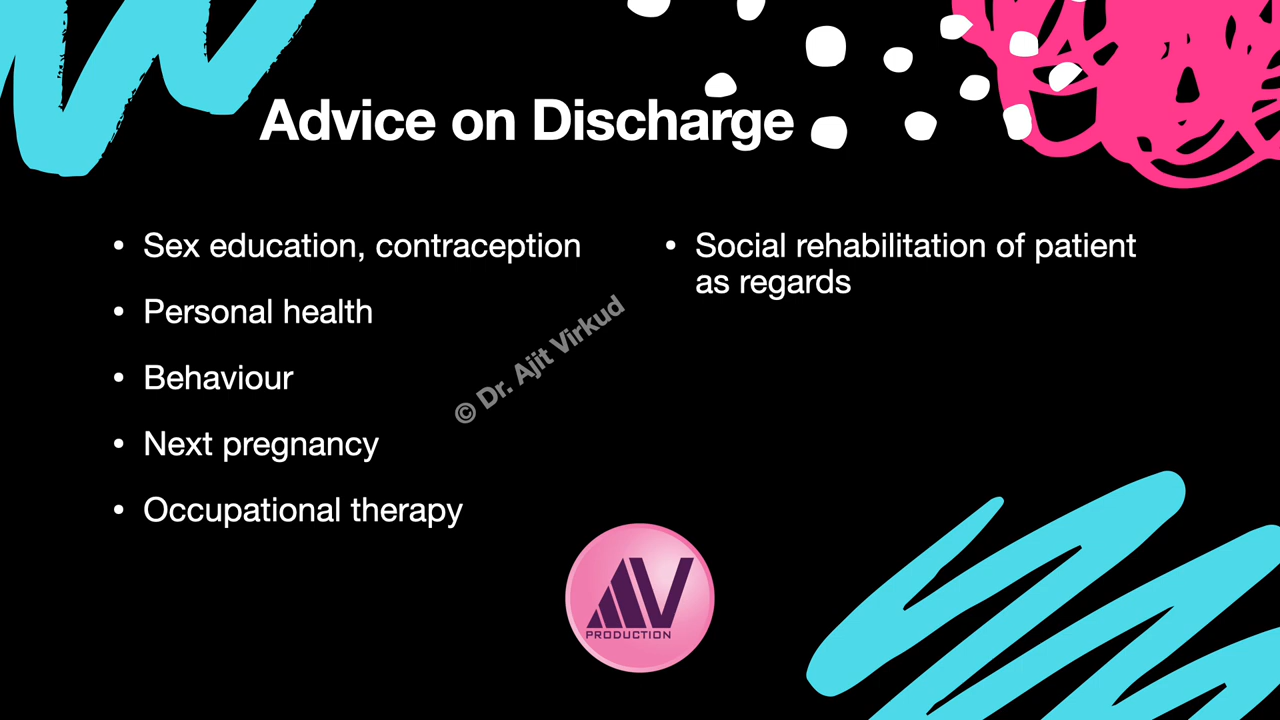 Advice on Discharge
• Sex education, contraception
• Personal health
• Behaviour
• Next pregnancy
• Occupational therapy
• Social rehabilitation of patient
as regards
© Dr. Ajit Virkud
AV
PRODUCTION